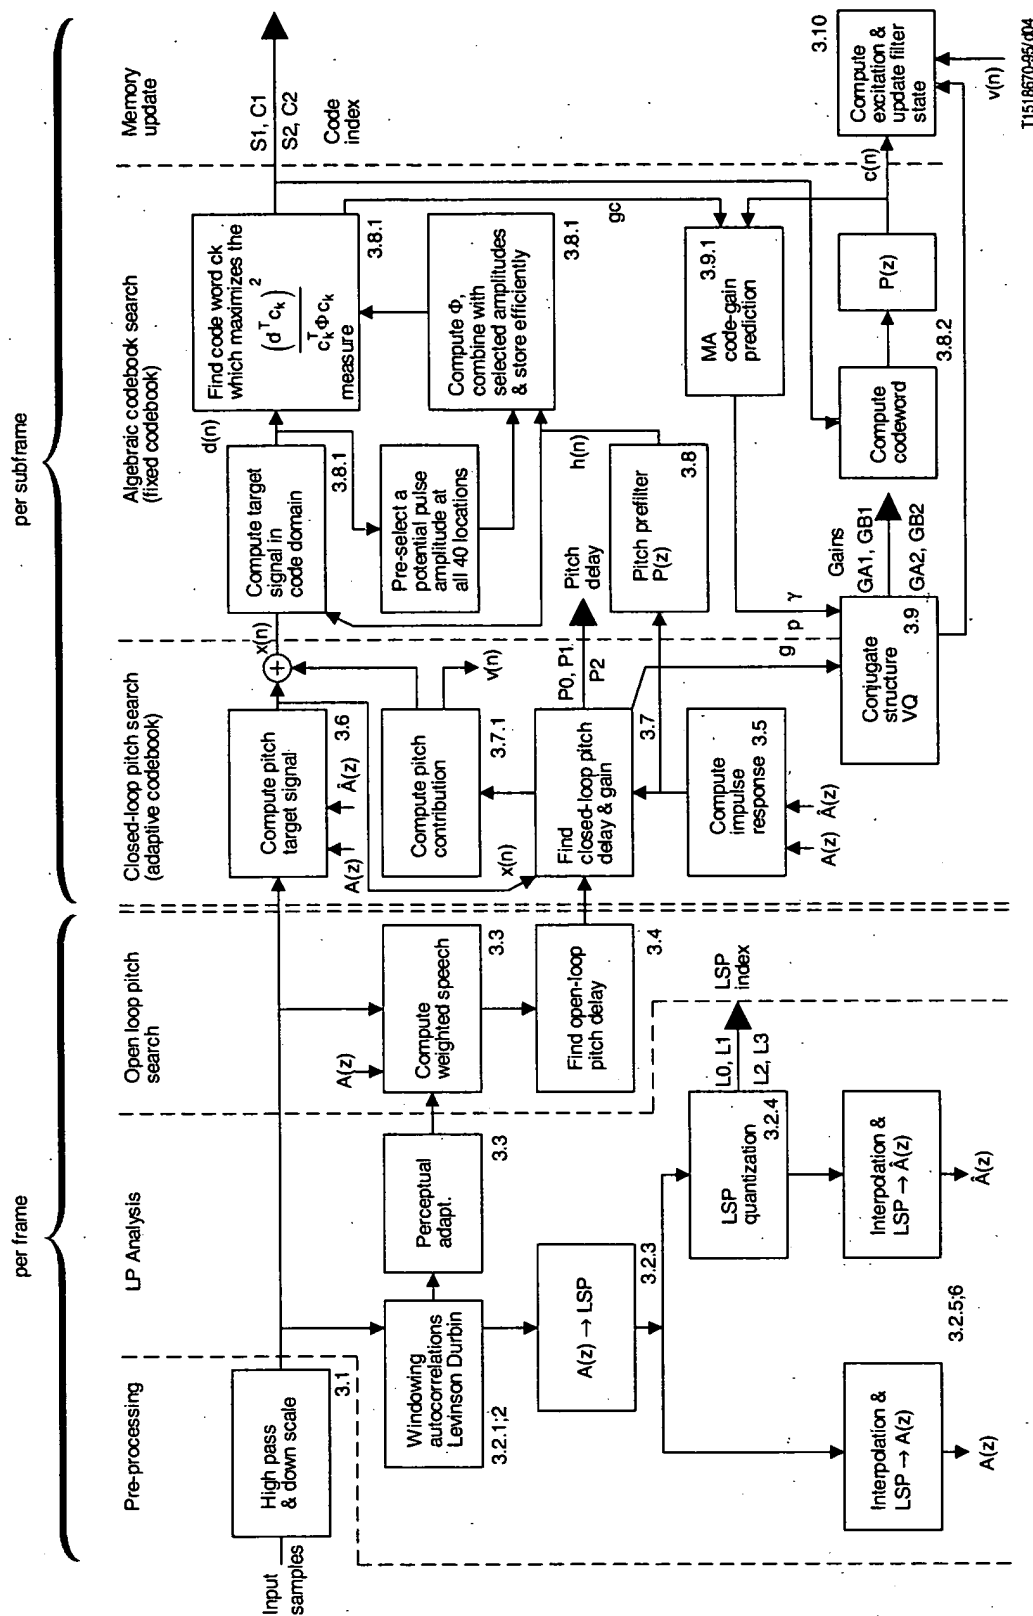 per frame
per subframe
Pre-processing
LP Analysis
Open loop pitch
search
Closed-loop pitch search
(adaptive codebook)
Algebraic codebook search
(fixed codebook)
Memory
update
Input
samples
High pass
& down scale
3.1
Windowing
autocorrelations
Levinson Durbin
3.2.1;2
Perceptual
adapt.
3.3
A(z) → LSP
3.2.3
LSP
quantization
3.2.4
L0, L1
L2, L3
LSP
index
Interpolation &
LSP → A(z)
A(z)
3.2.5;6
Interpolation &
LSP → Â(z)
Â(z)
A(z)
Compute
weighted speech
3.3
Find open-loop
pitch delay
3.4
Compute pitch
target signal
3.6
A(z)
Â(z)
+
x(n)
Compute pitch
contribution
3.7.1
v(n)
x(n)
Find
closed-loop pitch
delay & gain
3.7
P0, P1
P2
Pitch
delay
Compute
impulse
response 3.5
A(z)
Â(z)
g
p
γ
Conjugate
structure
VQ
3.9
Gains
GA1, GB1
GA2, GB2
Compute target
signal in
code domain
3.8.1
d(n)
Pre-select a
potential pulse
amplitude at
all 40 locations
Pitch prefilter
P(z)
3.8
h(n)
Find code word ck
which maximizes the
(d^T c_k)^2
c_k^T Φ c_k
measure
3.8.1
Compute Φ,
combine with
selected amplitudes
& store efficiently
3.8.1
gc
MA
code-gain
prediction
3.9.1
Compute
codeword
3.8.2
P(z)
c(n)
S1, C1
S2, C2
Code
index
3.10
Compute
excitation &
update filter
state
v(n)
T1518670-95/d04